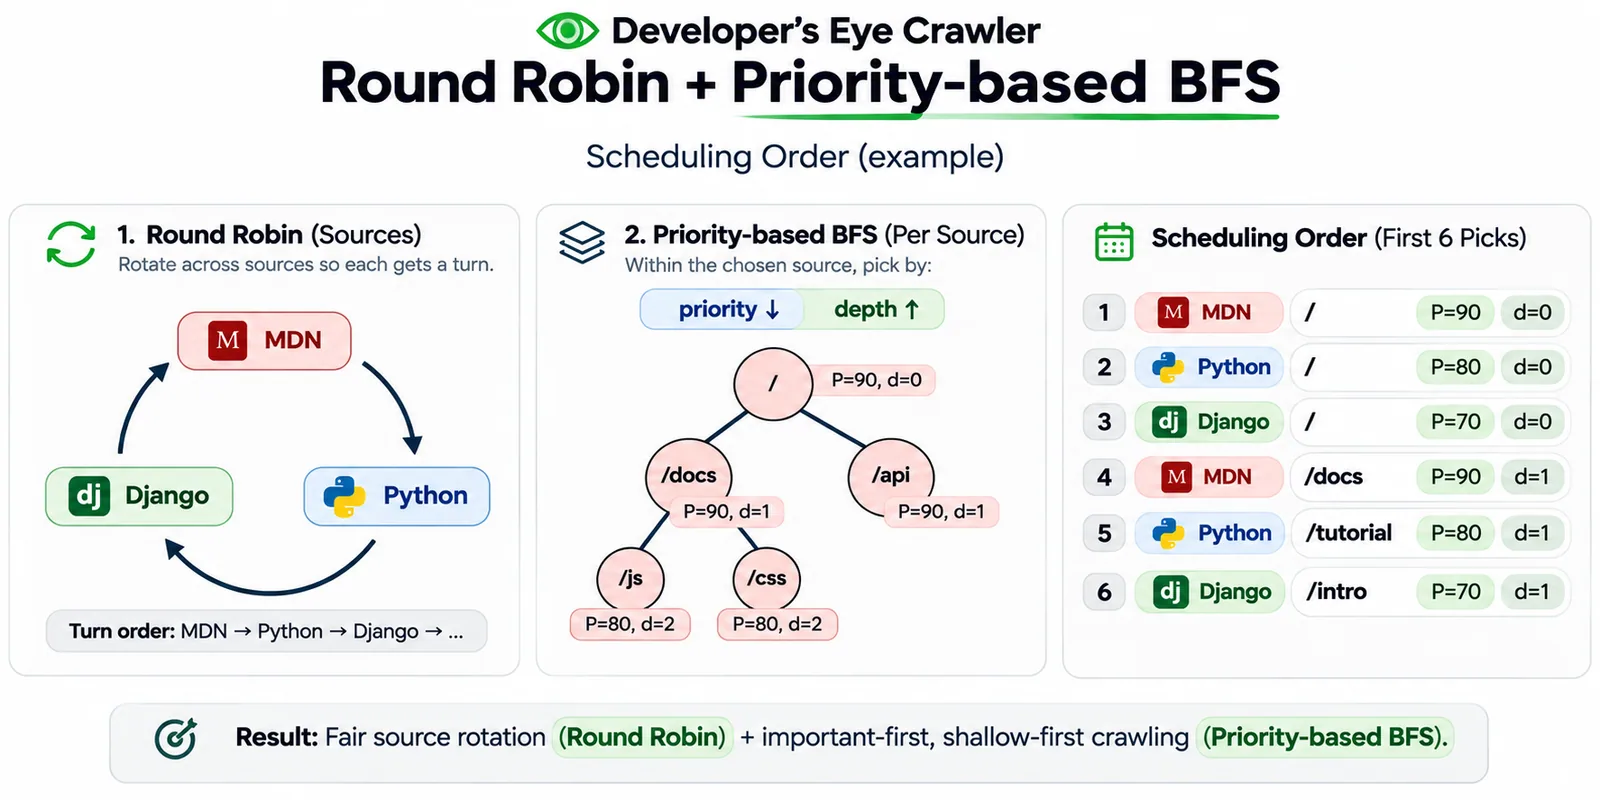 Developer's Eye Crawler
Round Robin + Priority-based BFS
Scheduling Order (example)
1. Round Robin (Sources)
Rotate across sources so each gets a turn.
M MDN
dj Django
Python
Turn order: MDN → Python → Django → ...
2. Priority-based BFS (Per Source)
Within the chosen source, pick by:
priority ↓ depth ↑
/ P=90, d=0
/docs
P=90, d=1
/api
P=90, d=1
/js
P=80, d=2
/css
P=80, d=2
Scheduling Order (First 6 Picks)
1 M MDN / P=90 d=0
2 Python / P=80 d=0
3 dj Django / P=70 d=0
4 M MDN /docs P=90 d=1
5 Python /tutorial P=80 d=1
6 dj Django /intro P=70 d=1
Result: Fair source rotation (Round Robin) + important-first, shallow-first crawling (Priority-based BFS).